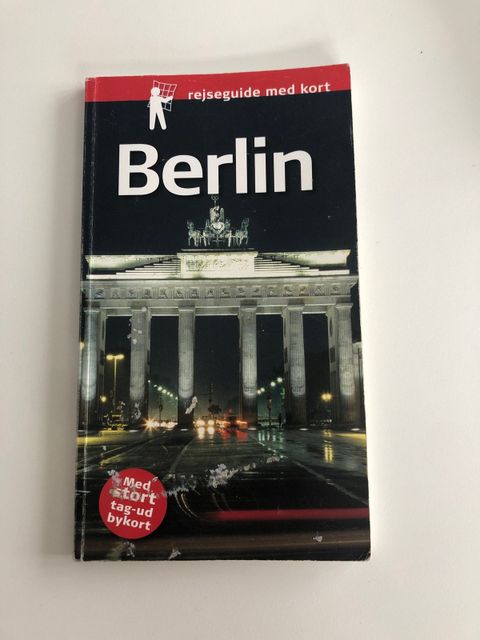 rejseguide med kort
Berlin
Med
stort
tag-ud
bykort